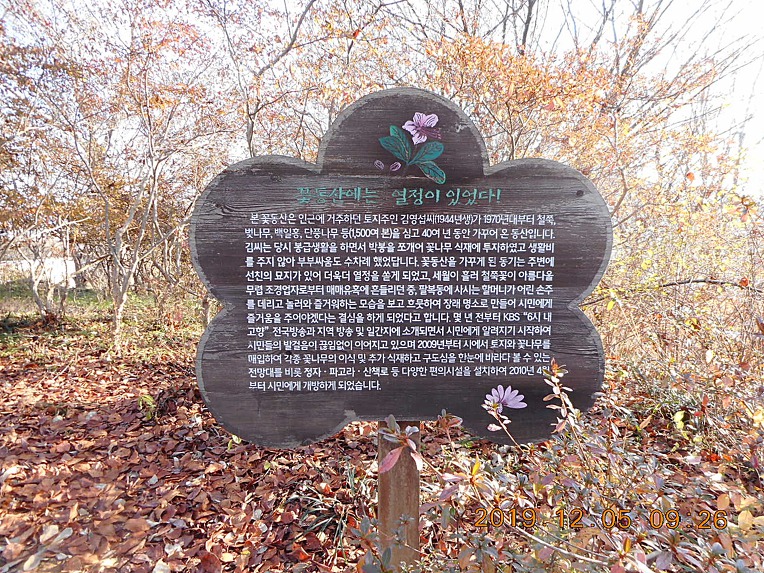 꽃동산에는 열정이 있었다!
본 꽃동산은 인근에 거주하던 토지주인 김영섭씨(1944년생)가 1970년대부터 철쭉,
벚나무, 백일홍, 단풍나무 등(1,500여 본)을 심고 40여 년 동안 가꾸어 온 동산입니다.
김씨는 당시 봉급생활을 하면서 박봉을 쪼개어 꽃나무 식재에 투자하였고 생활비
를 주지 않아 부부싸움도 수차례 했었답니다. 꽃동산을 가꾸게 된 동기는 주변에
선친의 묘지가 있어 더욱더 열정을 쏟게 되었고, 세월이 흘러 철쭉꽃이 아름다울
무렵 조경업자로부터 매매유혹에 흔들리던 중, 팔복동에 사시는 할머니가 어린 손주
를 데리고 놀러와 즐거워하는 모습을 보고 흐뭇하여 장래 명소로 만들어 시민에게
즐거움을 주어야겠다는 결심을 하게 되었다고 합니다. 몇 년 전부터 KBS "6시 내
고향" 전국방송과 지역 방송 및 일간지에 소개되면서 시민에게 알려지기 시작하여
시민들의 발걸음이 끊임없이 이어지고 있으며 2009년부터 시에서 토지와 꽃나무를
매입하여 각종 꽃나무의 이식 및 추가 식재하고 구도심을 한눈에 바라다 볼 수 있는
전망대를 비롯 정자 · 파고라 · 산책로 등 다양한 편의시설을 설치하여 2010년 4월
부터 시민에게 개방하게 되었습니다.
2019 12 05 09 26